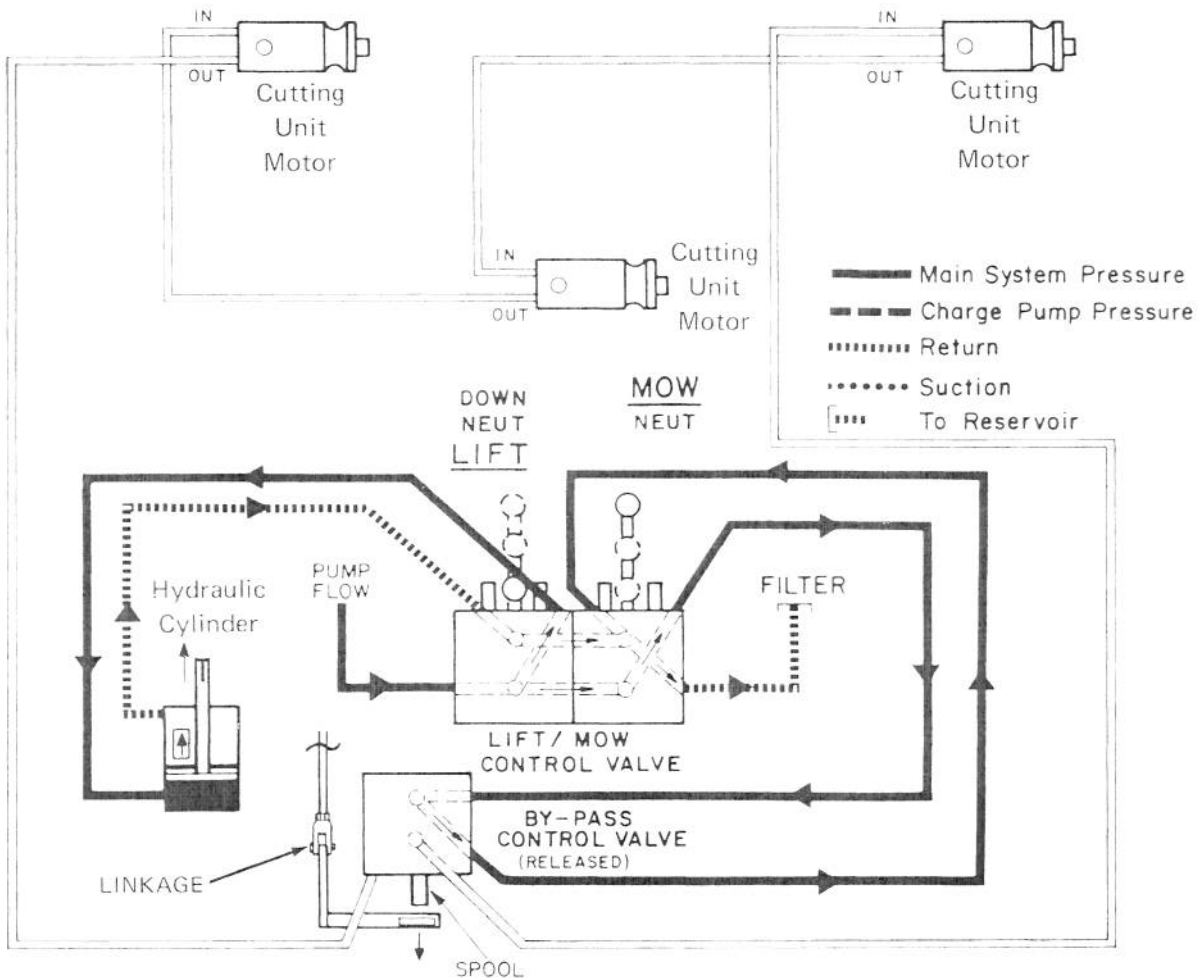 IN
OUT
Cutting
Unit
Motor
IN
OUT
Cutting
Unit
Motor
IN
OUT
Cutting
Unit
Motor
Main System Pressure
Charge Pump Pressure
Return
Suction
To Reservoir
DOWN
NEUT
LIFT
MOW
NEUT
PUMP
FLOW
FILTER
Hydraulic
Cylinder
LIFT/ MOW
CONTROL VALVE
BY-PASS
CONTROL VALVE
(RELEASED)
LINKAGE
SPOOL